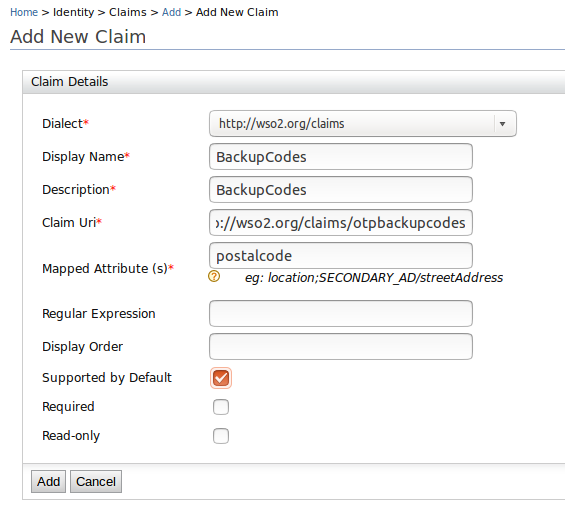 Home > Identity > Claims > Add > Add New Claim
Add New Claim
Claim Details
Dialect* http://wso2.org/claims
Display Name* BackupCodes
Description* BackupCodes
Claim Uri* p://wso2.org/claims/otpbackupcodes
Mapped Attribute (s)* postalcode
? eg: location;SECONDARY_AD/streetAddress
Regular Expression
Display Order
Supported by Default
Required
Read-only
Add Cancel